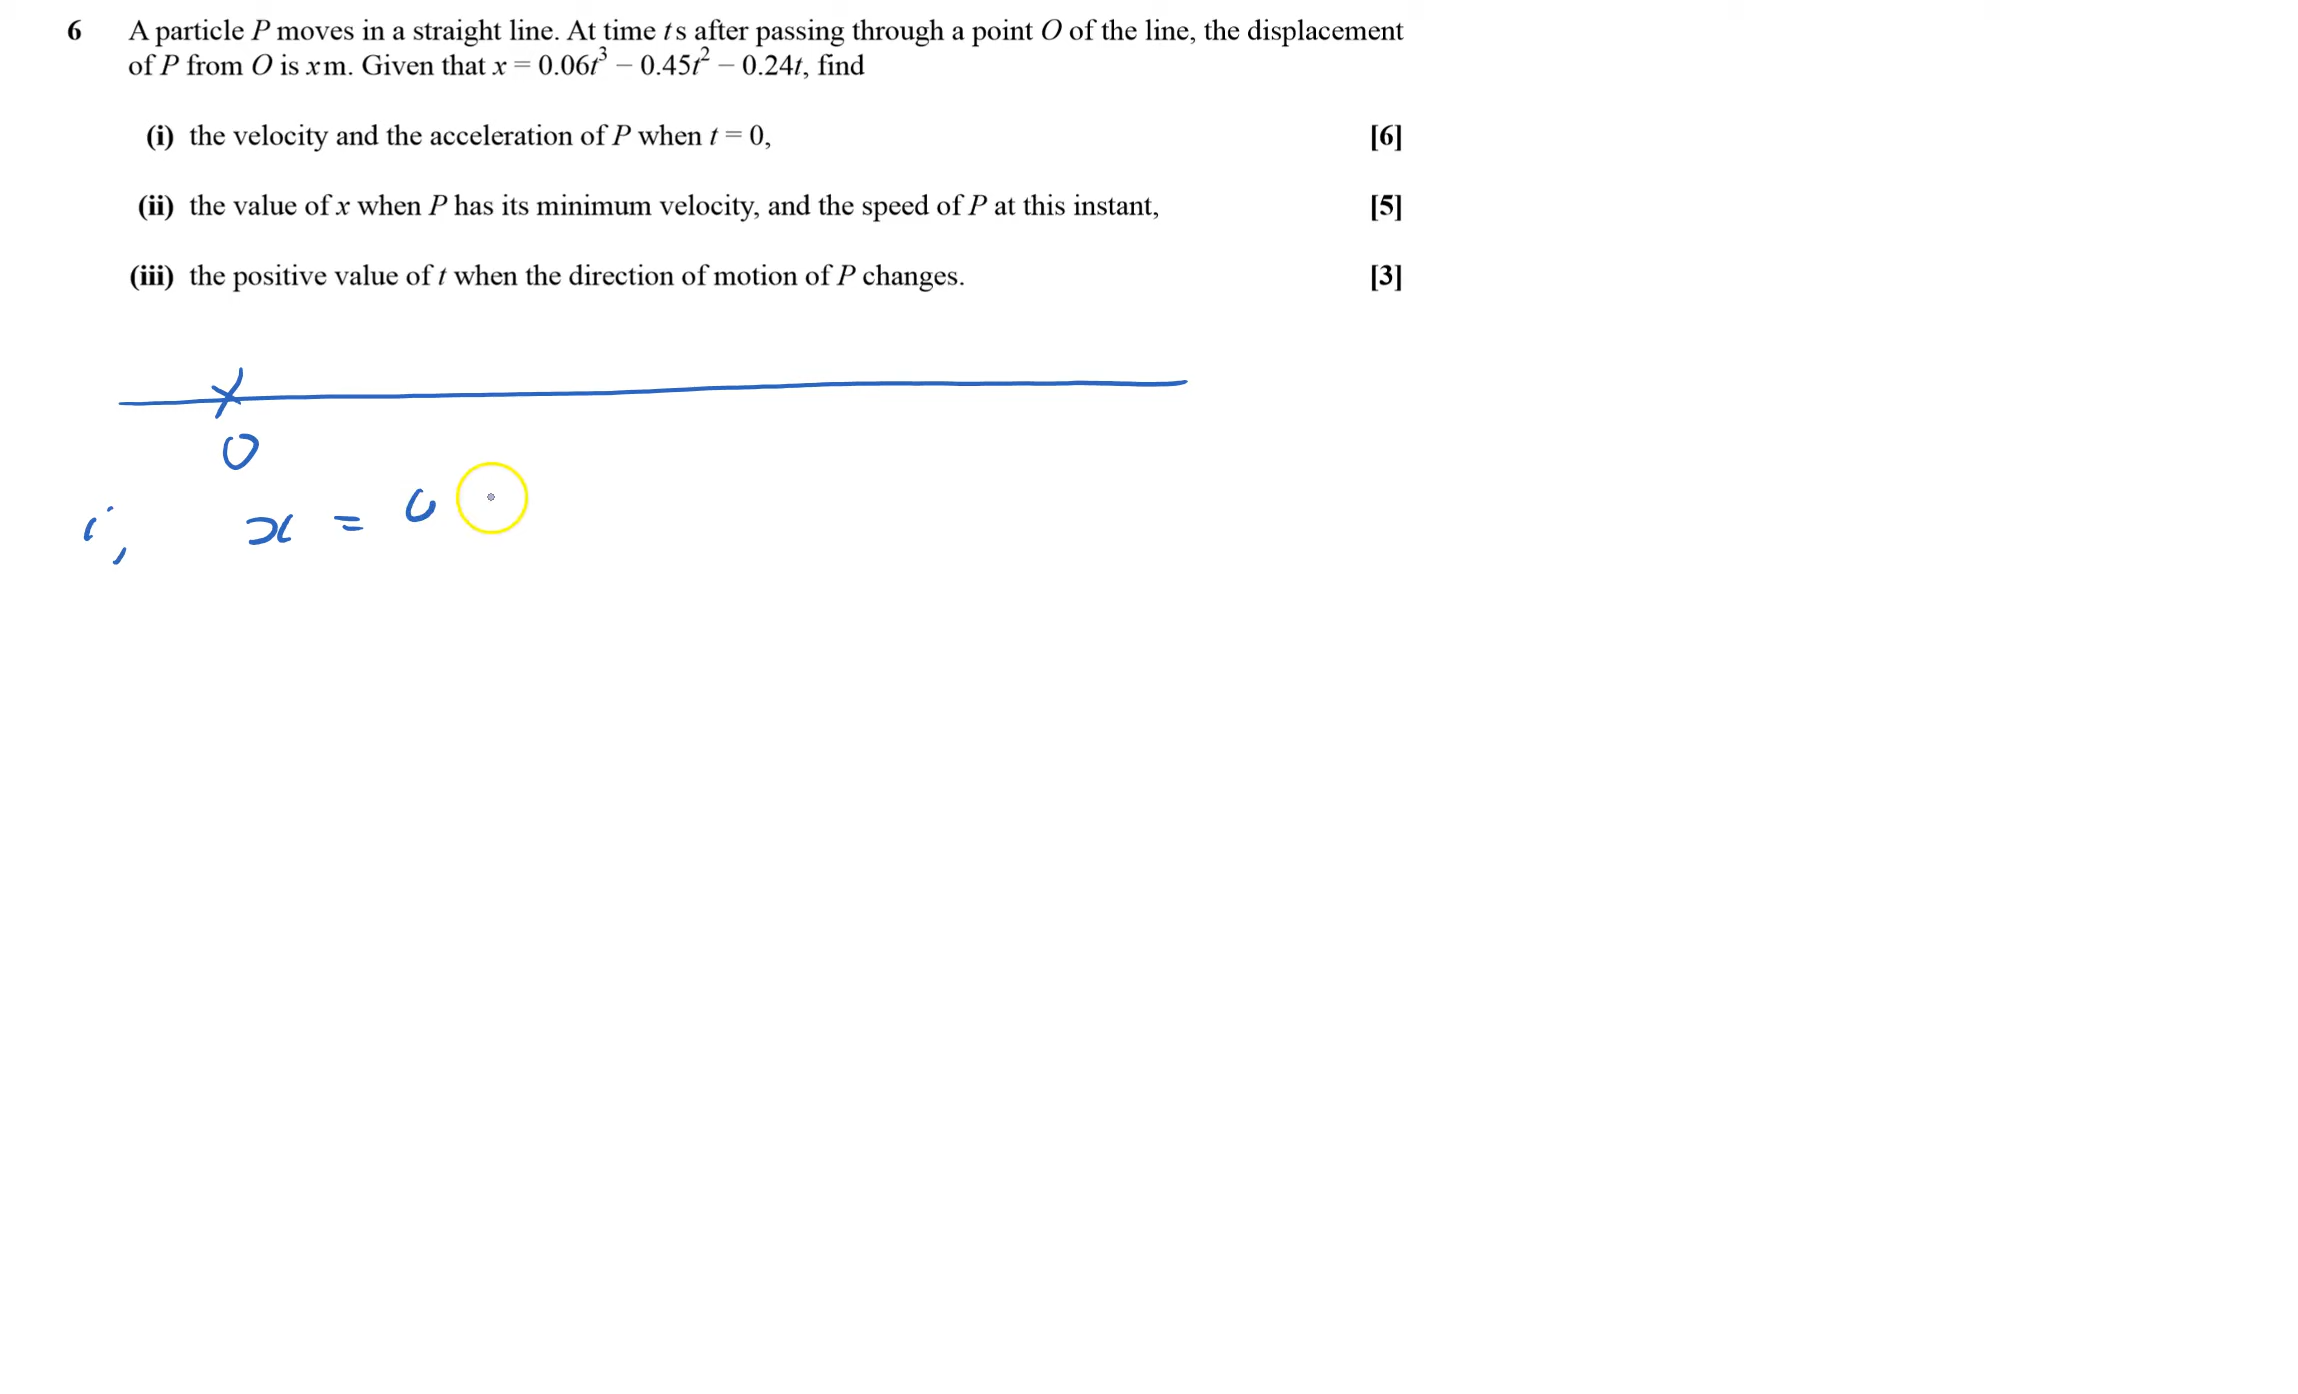 6 A particle P moves in a straight line. At time t s after passing through a point O of the line, the displacement
of P from O is x m. Given that x = 0.06t³ − 0.45t² − 0.24t, find
(i) the velocity and the acceleration of P when t = 0, [6]
(ii) the value of x when P has its minimum velocity, and the speed of P at this instant, [5]
(iii) the positive value of t when the direction of motion of P changes. [3]
O
i, x = 0